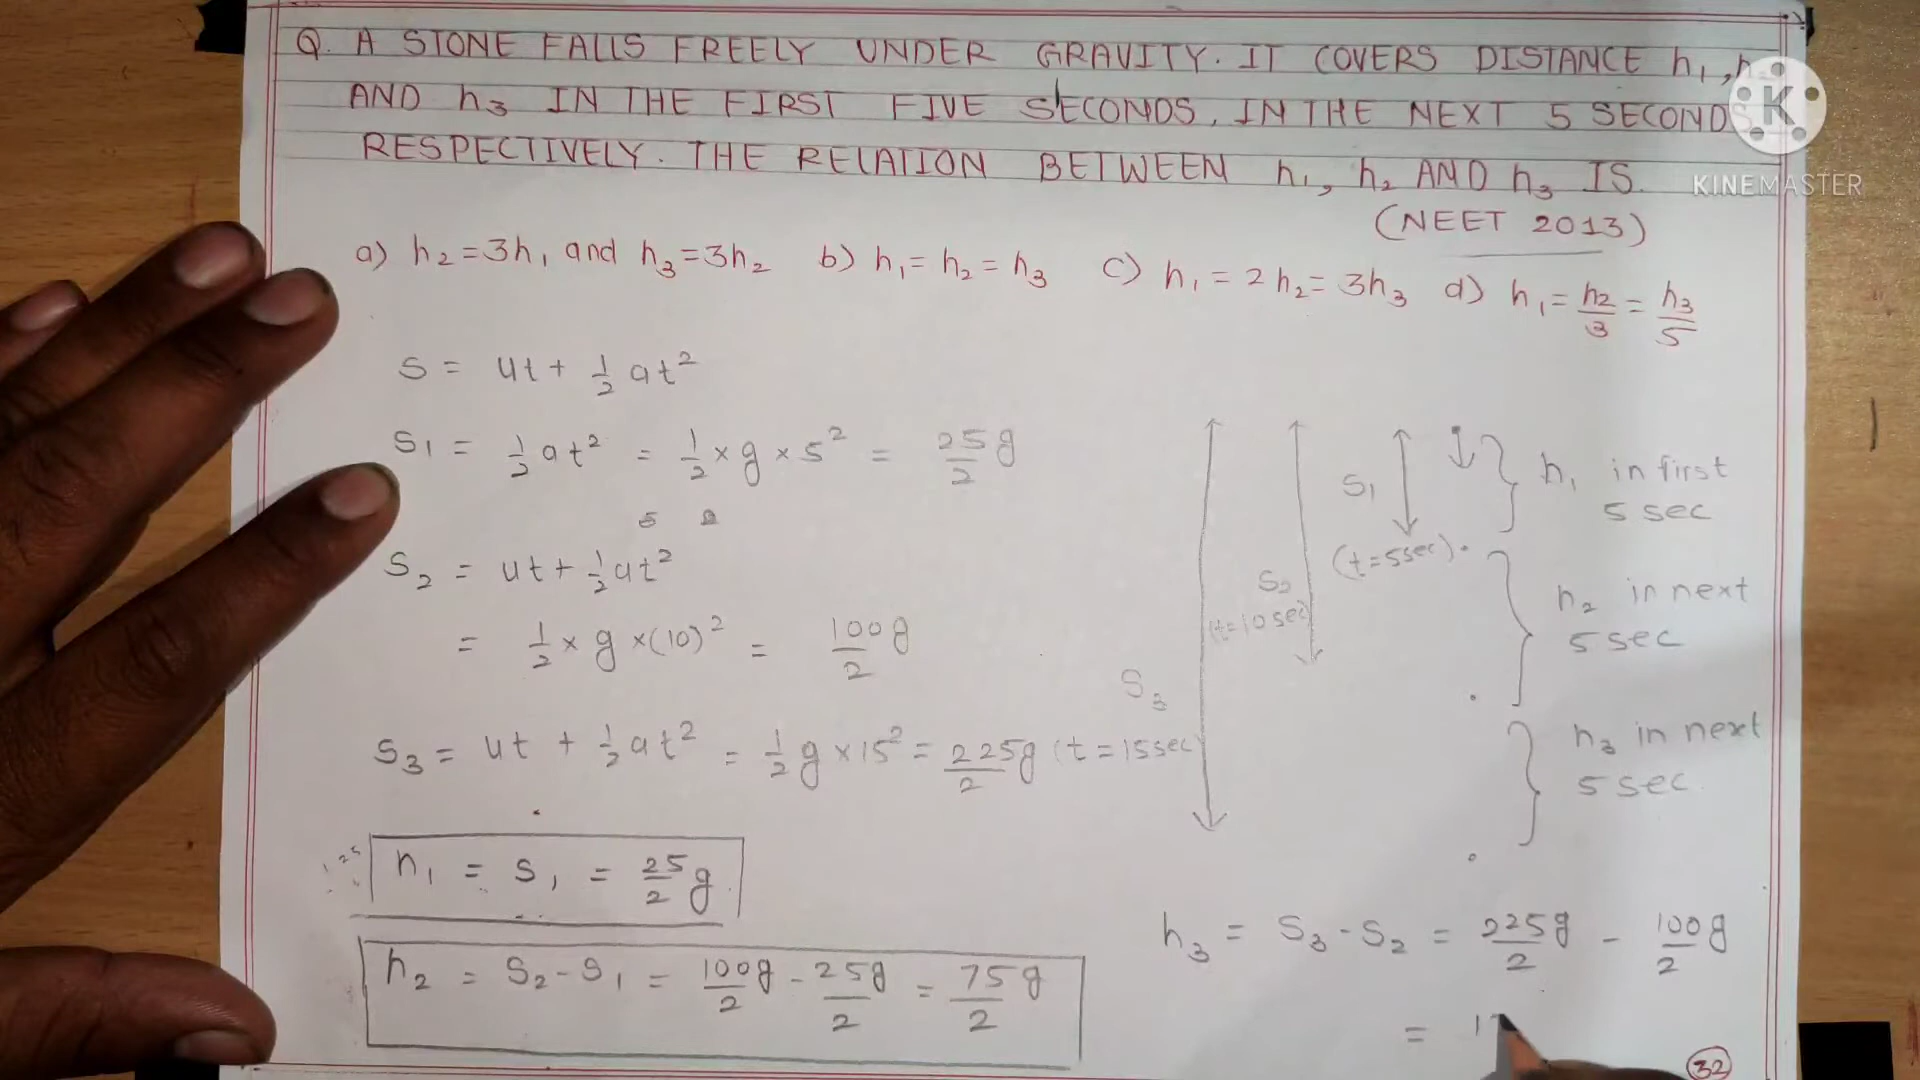 Q. A STONE FALLS FREELY UNDER GRAVITY. IT COVERS DISTANCE h₁, h
AND h₃ IN THE FIRST FIVE SECONDS, IN THE NEXT 5 SECONDS
RESPECTIVELY. THE RELATION BETWEEN h₁, h₂ AND h₃ IS.
KINEMASTER
(NEET 2013)
a) h₂ = 3h₁ and h₃ = 3h₂ b) h₁ = h₂ = h₃ c) h₁ = 2h₂ = 3h₃ d) h₁ = h₂/3 = h₃/5
S = ut + 1/2 at²
S₁ = 1/2 at² = 1/2 × g × 5² = 25/2 g
S₂ = ut + 1/2 at²
= 1/2 × g × (10)² = 100g/2
S₃ = ut + 1/2 at² = 1/2 g × 15² = 225g/2 (t = 15sec)
h₁ = S₁ = 25/2 g
h₂ = S₂ - S₁ = 100g/2 - 25g/2 = 75/2 g
S₁
(t = 5sec)
S₂
(t=10sec)
S₃
h₁ in first
5 sec
h₂ in next
5 sec
h₃ in next
5 sec
h₃ = S₃ - S₂ = 225g/2 - 100g/2
= 1
32